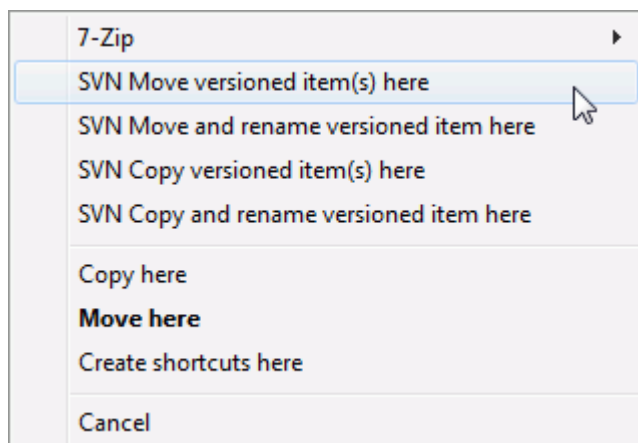 7-Zip
SVN Move versioned item(s) here
SVN Move and rename versioned item here
SVN Copy versioned item(s) here
SVN Copy and rename versioned item here
Copy here
Move here
Create shortcuts here
Cancel